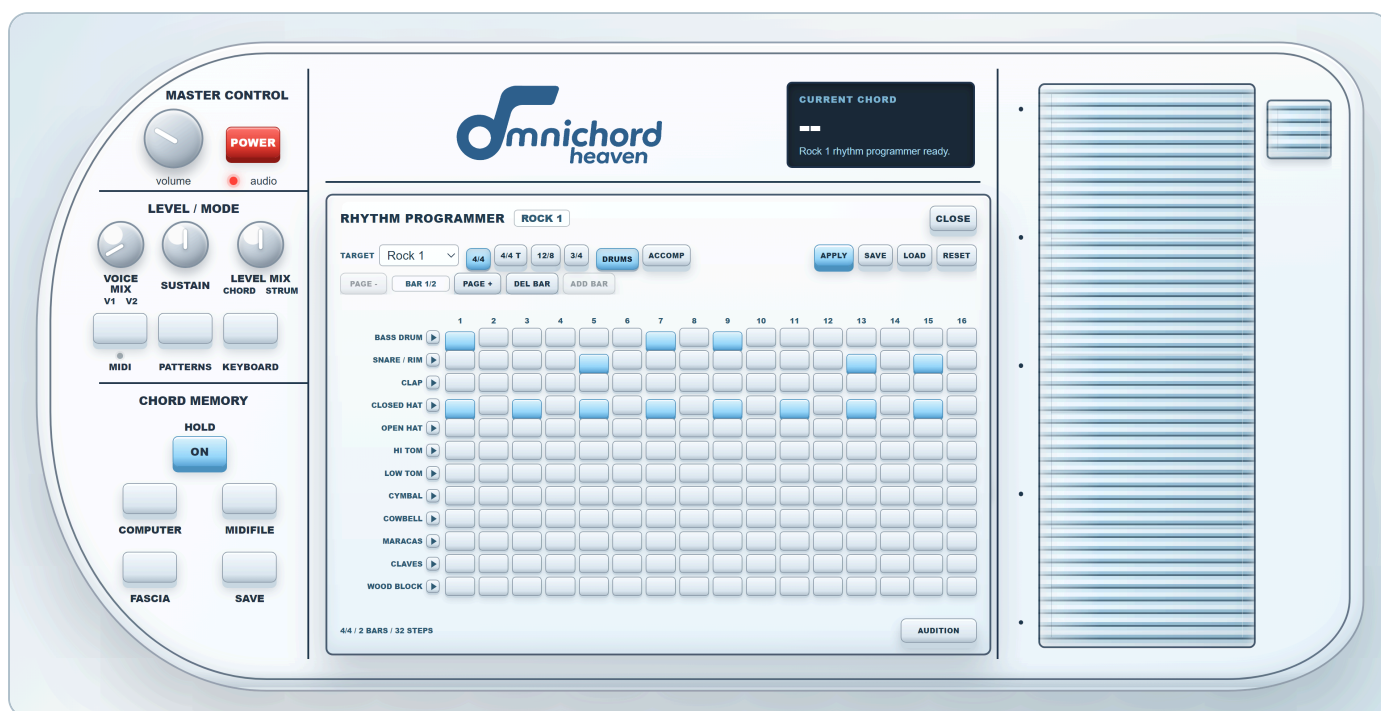 MASTER CONTROL
POWER
volume
audio
LEVEL / MODE
VOICE
MIX
V1 V2
SUSTAIN
LEVEL MIX
CHORD STRUM
MIDI
PATTERNS
KEYBOARD
CHORD MEMORY
HOLD
ON
COMPUTER
MIDIFILE
FASCIA
SAVE
omnichord
heaven
CURRENT CHORD
--
Rock 1 rhythm programmer ready.
RHYTHM PROGRAMMER ROCK 1 CLOSE
TARGET Rock 1 4/4 4/4 T 12/8 3/4 DRUMS ACCOMP APPLY SAVE LOAD RESET
PAGE - BAR 1/2 PAGE + DEL BAR ADD BAR
1 2 3 4 5 6 7 8 9 10 11 12 13 14 15 16
BASS DRUM
SNARE / RIM
CLAP
CLOSED HAT
OPEN HAT
HI TOM
LOW TOM
CYMBAL
COWBELL
MARACAS
CLAVES
WOOD BLOCK
4/4 / 2 BARS / 32 STEPS
AUDITION